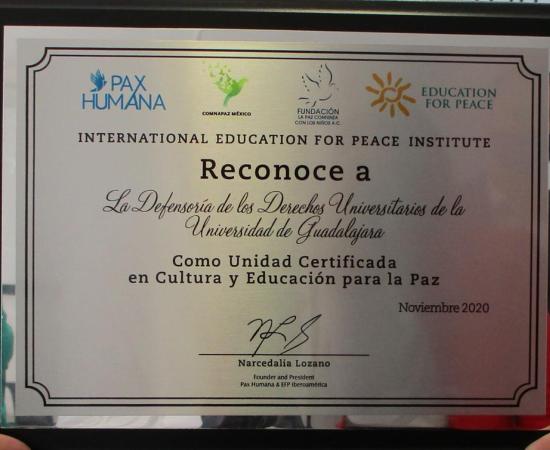 PAX
HUMANA
COMNAPAZ MÉXICO
FUNDACIÓN
LA PAZ COMIENZA
CON LOS NIÑOS A.C.
EDUCATION
FOR PEACE
INTERNATIONAL EDUCATION FOR PEACE INSTITUTE
Reconoce a
La Defensoría de los Derechos Universitarios de la
Universidad de Guadalajara
Como Unidad Certificada
en Cultura y Educación para la Paz
Noviembre 2020
Narcedalia Lozano
Founder and President
Pax Humana & EFP Iberoamérica